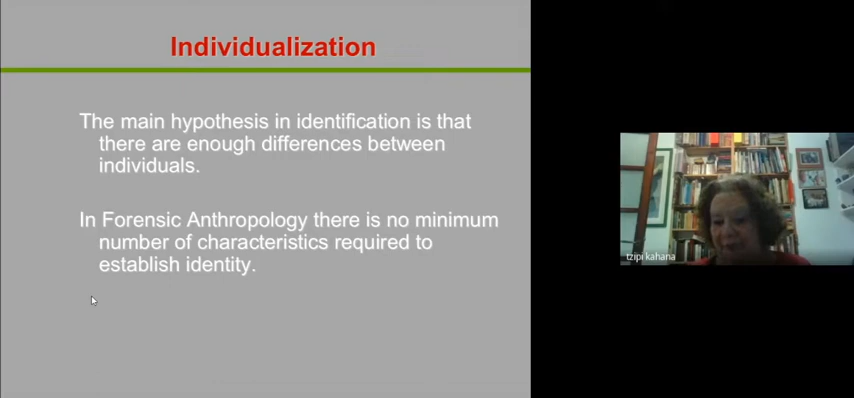 Individualization
The main hypothesis in identification is that
there are enough differences between
individuals.
In Forensic Anthropology there is no minimum
number of characteristics required to
establish identity.
tzipi kahana